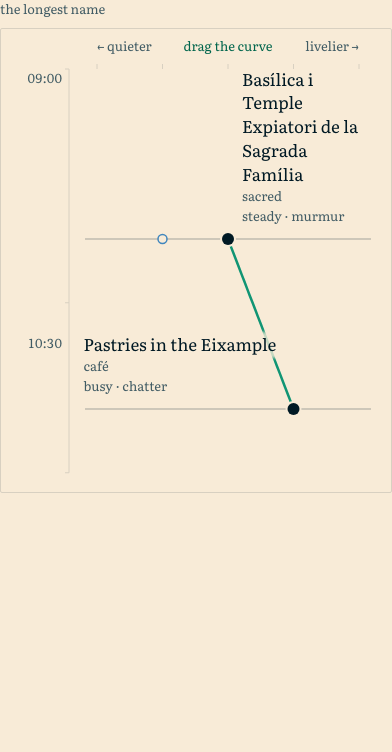 the longest name
← quieter drag the curve livelier →
09:00
Basílica i
Temple
Expiatori de la
Sagrada
Família
sacred
steady · murmur
10:30
Pastries in the Eixample
café
busy · chatter